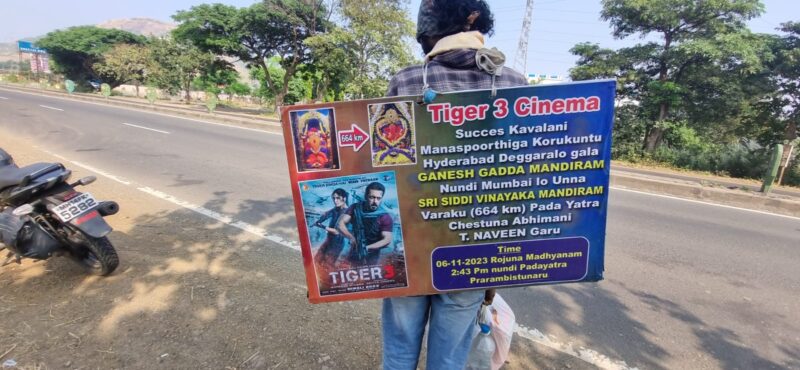 Tiger 3 Cinema
Succes Kavalani
Manaspoorthiga Korukuntu
Hyderabad Deggaralo gala
GANESH GADDA MANDIRAM
Nundi Mumbai lo Unna
SRI SIDDI VINAYAKA MANDIRAM
Varaku (664 km) Pada Yatra
Chestuna Abhimani
T. NAVEEN Garu
Time
06-11-2023 Rojuna Madhyanam
2:43 Pm nundi Padayatra
Prarambistunaru
664 km
TIGER 3
5282